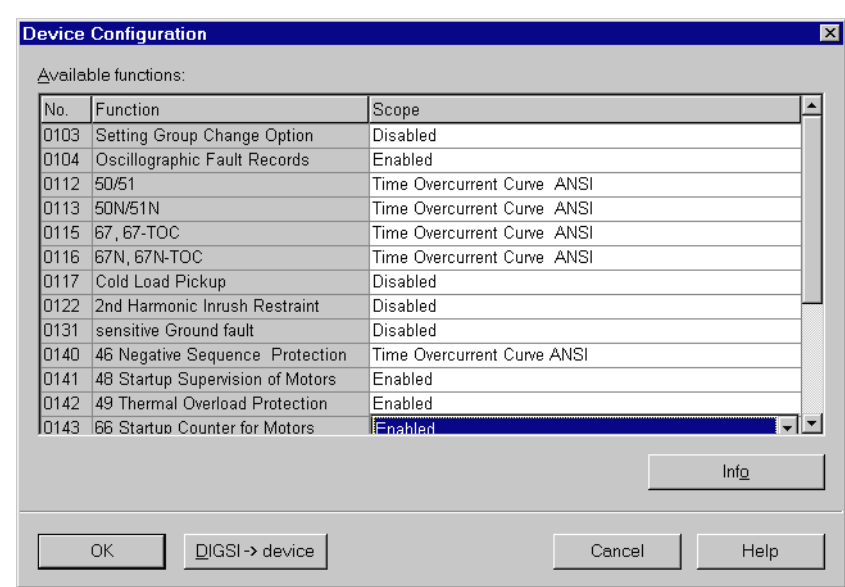 Device Configuration
Available functions:
No. Function Scope
0103 Setting Group Change Option Disabled
0104 Oscillographic Fault Records Enabled
0112 50/51 Time Overcurrent Curve ANSI
0113 50N/51N Time Overcurrent Curve ANSI
0115 67, 67-TOC Time Overcurrent Curve ANSI
0116 67N, 67N-TOC Time Overcurrent Curve ANSI
0117 Cold Load Pickup Disabled
0122 2nd Harmonic Inrush Restraint Disabled
0131 sensitive Ground fault Disabled
0140 46 Negative Sequence Protection Time Overcurrent Curve ANSI
0141 48 Startup Supervision of Motors Enabled
0142 49 Thermal Overload Protection Enabled
0143 66 Startup Counter for Motors Enabled
Info
OK DIGSI -> device Cancel Help